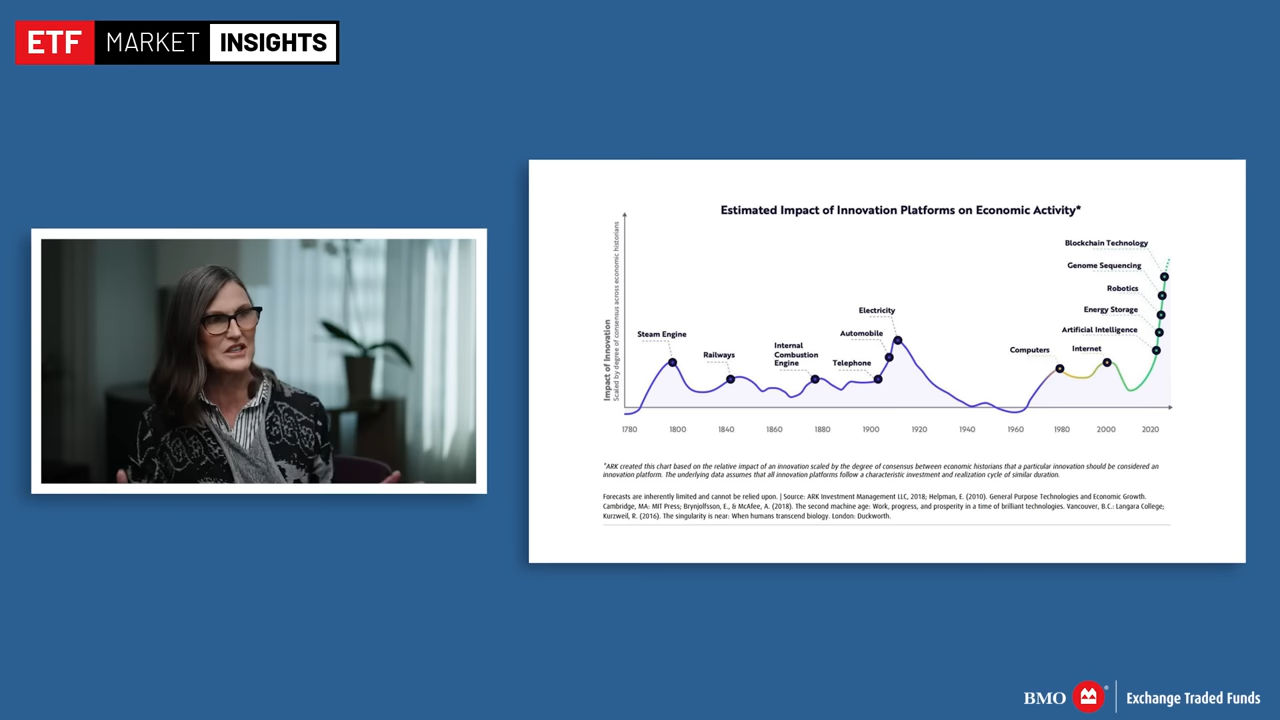 ETF MARKET INSIGHTS
Estimated Impact of Innovation Platforms on Economic Activity*
Impact of Innovation
Scaled by degree of consensus across economic historians
Steam Engine
Railways
Internal
Combustion
Engine
Telephone
Automobile
Electricity
Computers
Internet
Blockchain Technology
Genome Sequencing
Robotics
Energy Storage
Artificial Intelligence
1780 1800 1840 1860 1880 1900 1920 1940 1960 1980 2000 2020
*ARK created this chart based on the relative impact of an innovation scaled by the degree of consensus between economic historians that a particular innovation should be considered an
innovation platform. The underlying data assumes that all innovation platforms follow a characteristic investment and realization cycle of similar duration.
Forecasts are inherently limited and cannot be relied upon. | Source: ARK Investment Management LLC, 2018; Helpman, E. (2010). General Purpose Technologies and Economic Growth.
Cambridge, MA: MIT Press; Brynjolfsson, E., & McAfee, A. (2018). The second machine age: Work, progress, and prosperity in a time of brilliant technologies. Vancouver, B.C.: Langara College;
Kurzweil, R. (2016). The singularity is near: When humans transcend biology. London: Duckworth.
BMO ® Exchange Traded Funds